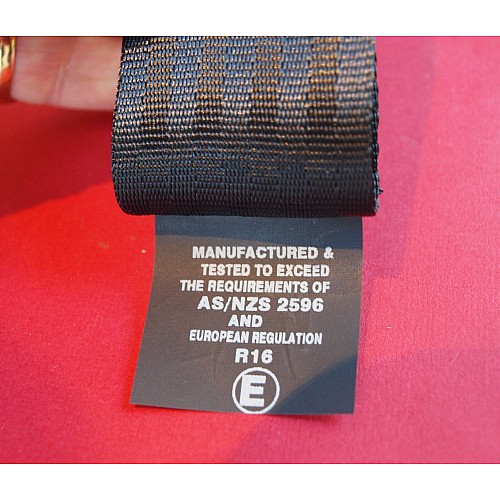 MANUFACTURED &
TESTED TO EXCEED
THE REQUIREMENTS OF
AS/NZS 2596
AND
EUROPEAN REGULATION
R16
E